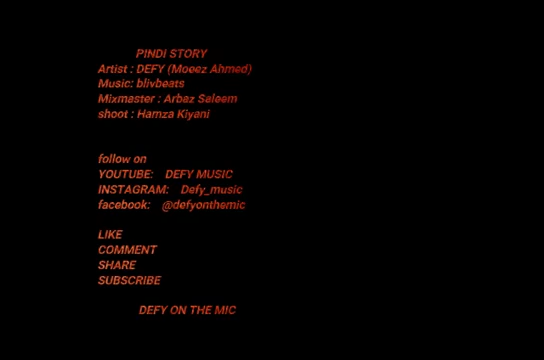 PINDI STORY
Artist : DEFY (Moeez Ahmed)
Music: blivbeats
Mixmaster : Arbaz Saleem
shoot : Hamza Kiyani
follow on
YOUTUBE: DEFY MUSIC
INSTAGRAM: Defy_music
facebook: @defyonthemic
LIKE
COMMENT
SHARE
SUBSCRIBE
DEFY ON THE MIC